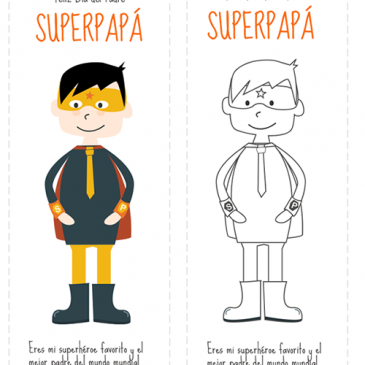 Feliz Día del Padre
SUPERPAPÁ
S P
Eres mi superhéroe favorito y el
mejor padre del mundo mundial
SUPERPAPÁ
S P
Eres mi superhéroe favorito y el
mejor padre del mundo mundial